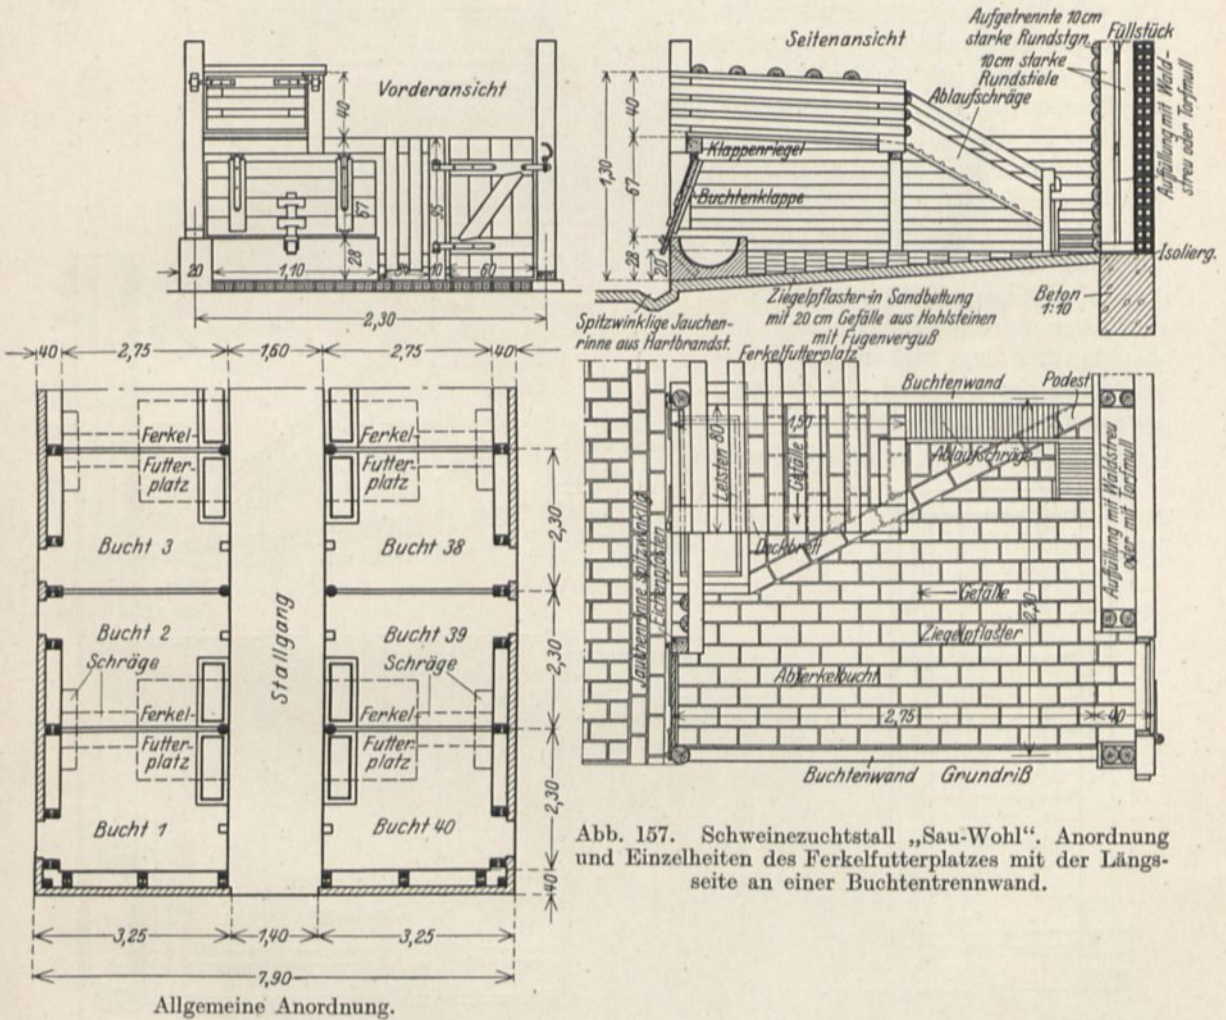 Vorderansicht
40
67
95
28
20
1,10
10
60
2,30
Seitenansicht
Aufgetrennte 10cm
starke Rundstgn.
10cm starke
Rundstiele
Füllstück
Ablaufschräge
Auffüllung mit Wald-
streu oder Torfmull
Klappenriegel
Buchtenklappe
1,30
40
67
28
20
Isolierg.
Beton
1:10
Ziegelpflaster in Sandbettung
mit 20 cm Gefälle aus Hohlsteinen
mit Fugenverguß
Spitzwinklige Jauchen-
rinne aus Hartbrandst.
40
2,75
1,60
2,75
40
Ferkel-
Futter-
platz
Ferkel-
Futter-
platz
Bucht 3
Bucht 38
2,30
Stallgang
Bucht 2
Bucht 39
Schräge
Schräge
2,30
Ferkel-
Futter-
platz
Ferkel-
Futter-
platz
Bucht 1
Bucht 40
2,30
40
3,25
1,40
3,25
7,90
Allgemeine Anordnung.
Ferkelfutterplatz
Buchtenwand
Podest
1,50
Leisten 80
Gefälle
Ablaufschräge
Deckbrett
Jauchenrinne spitzwinklig
Eichenpfosten
Auffüllung mit Waldstreu
oder mit Torfmull
Gefälle
2,30
Ziegelpflaster
Abferkelbucht
2,75
40
Buchtenwand
Grundriß
Abb. 157. Schweinezuchtstall „Sau-Wohl“. Anordnung
und Einzelheiten des Ferkelfutterplatzes mit der Längs-
seite an einer Buchtentrennwand.